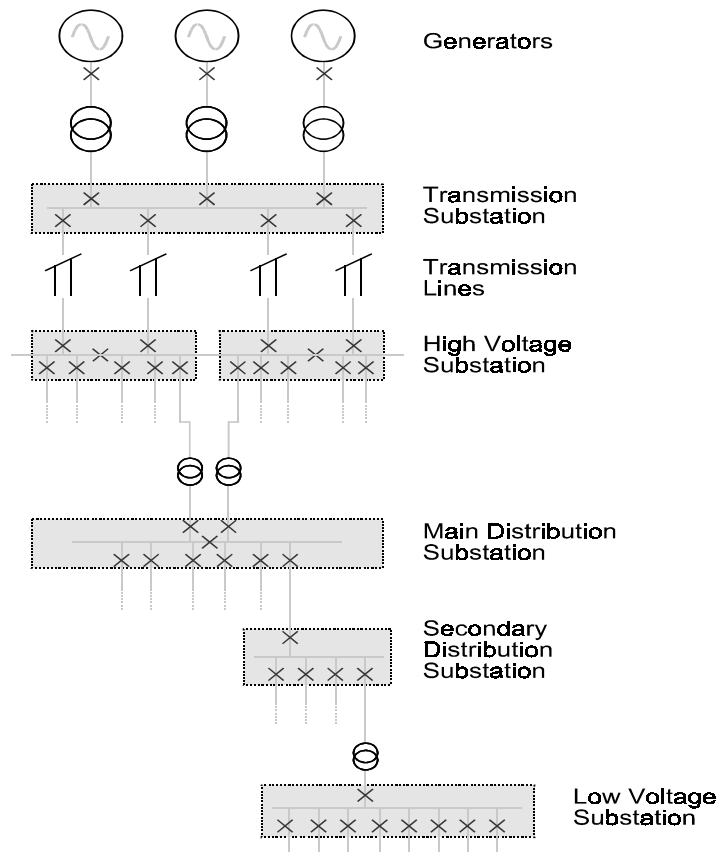 Generators
Transmission
Substation
Transmission
Lines
High Voltage
Substation
Main Distribution
Substation
Secondary
Distribution
Substation
Low Voltage
Substation